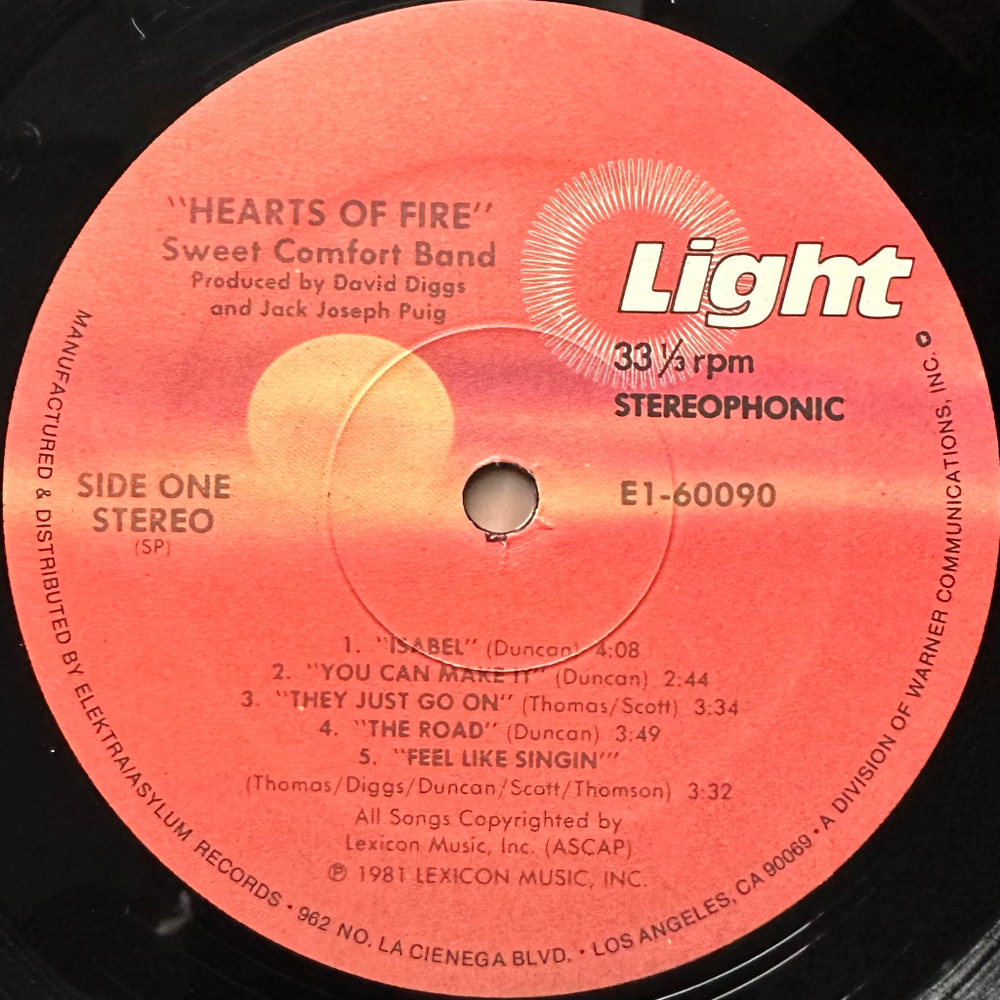 "HEARTS OF FIRE"
Sweet Comfort Band
Produced by David Diggs
and Jack Joseph Puig
Light
33 1/3 rpm
STEREOPHONIC
SIDE ONE
STEREO
(SP)
E1-60090
1. "ISABEL" (Duncan) 4:08
2. "YOU CAN MAKE IT" (Duncan) 2:44
3. "THEY JUST GO ON" (Thomas/Scott) 3:34
4. "THE ROAD" (Duncan) 3:49
5. "FEEL LIKE SINGIN'"
(Thomas/Diggs/Duncan/Scott/Thomson) 3:32
All Songs Copyrighted by
Lexicon Music, Inc. (ASCAP)
℗ 1981 LEXICON MUSIC, INC.
MANUFACTURED & DISTRIBUTED BY ELEKTRA/ASYLUM RECORDS • 962 NO. LA CIENEGA BLVD. • LOS ANGELES, CA 90069 • A DIVISION OF WARNER COMMUNICATIONS, INC.